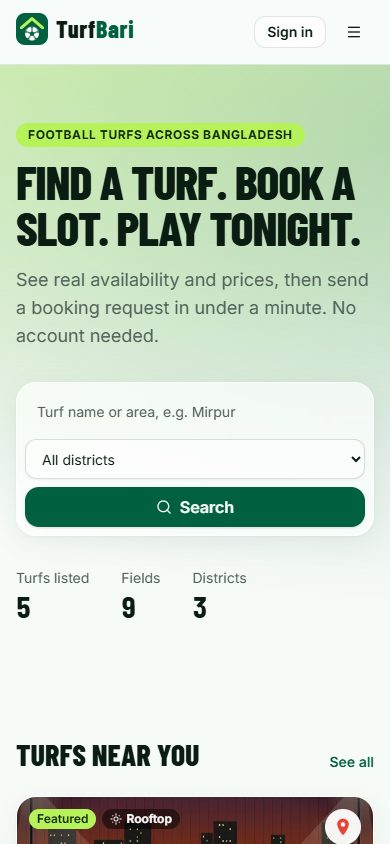 TurfBari
Sign in
FOOTBALL TURFS ACROSS BANGLADESH
FIND A TURF. BOOK A
SLOT. PLAY TONIGHT.
See real availability and prices, then send
a booking request in under a minute. No
account needed.
Turf name or area, e.g. Mirpur
All districts
Search
Turfs listed
5
Fields
9
Districts
3
TURFS NEAR YOU
See all
Featured
Rooftop